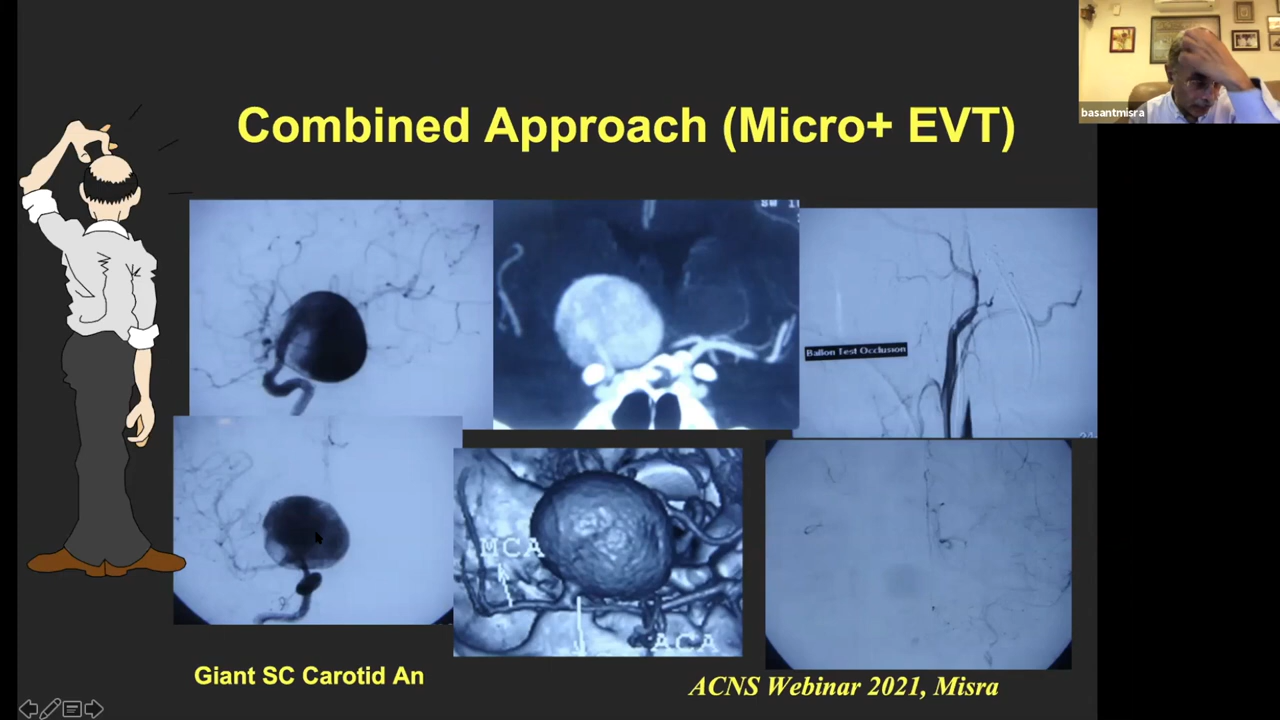 Combined Approach (Micro+ EVT)
basantmisra
Ballon Test Occlusion
MCA
ACA
Giant SC Carotid An
ACNS Webinar 2021, Misra